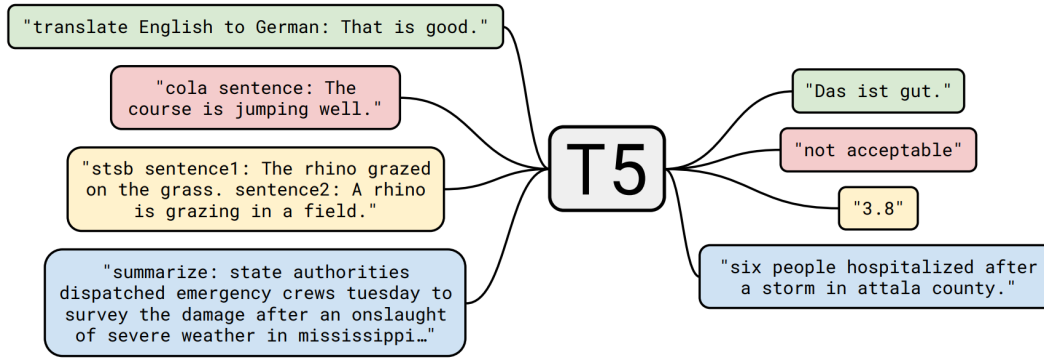 "translate English to German: That is good."
"cola sentence: The
course is jumping well."
"stsb sentence1: The rhino grazed
on the grass. sentence2: A rhino
is grazing in a field."
"summarize: state authorities
dispatched emergency crews tuesday to
survey the damage after an onslaught
of severe weather in mississippi…"
T5
"Das ist gut."
"not acceptable"
"3.8"
"six people hospitalized after
a storm in attala county."